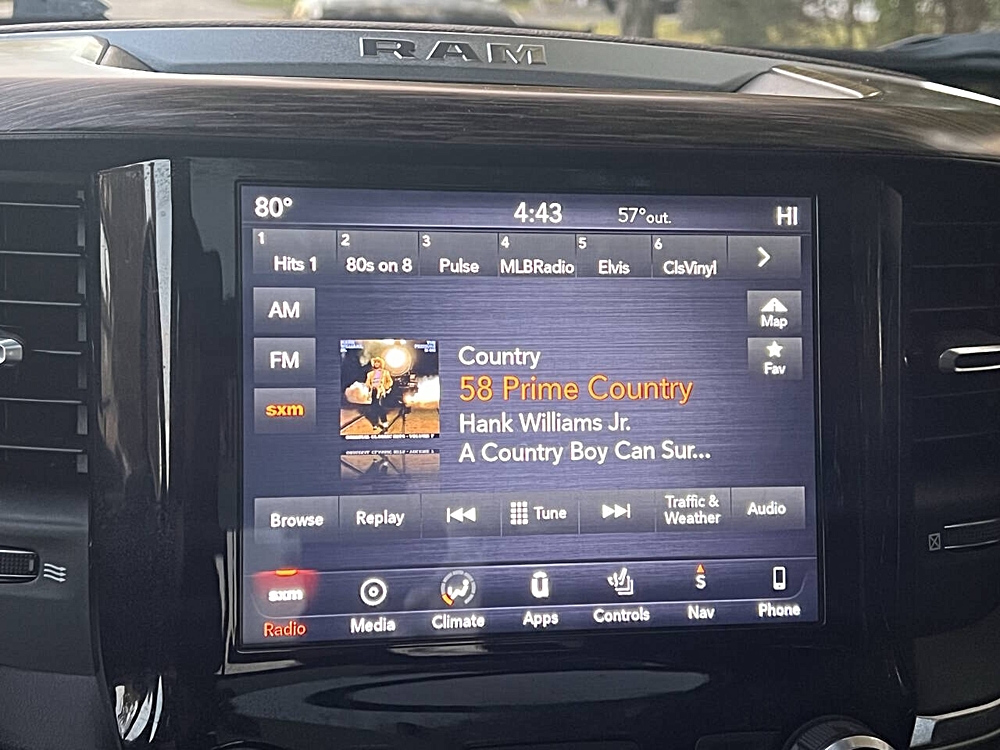 RAM
80° 4:43 57°out. HI
1 2 3 4 5 6
Hits 1 80s on 8 Pulse MLBRadio Elvis ClsVinyl
AM
Map
FM
Fav
sxm
Country
58 Prime Country
Hank Williams Jr.
A Country Boy Can Sur...
Browse Replay Tune Traffic & Weather Audio
sxm S
Radio Media Climate Apps Controls Nav Phone